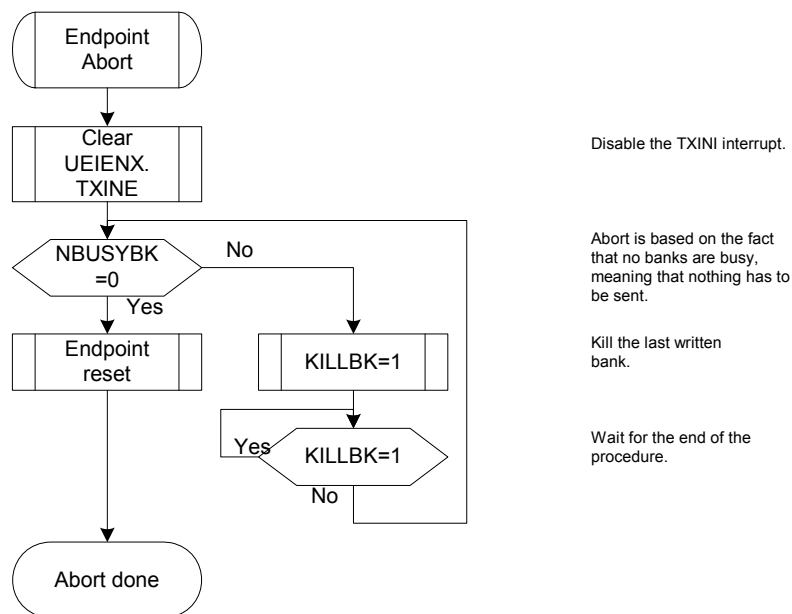 Endpoint
Abort
Clear
UEIENX.
TXINE
Disable the TXINI interrupt.
NBUSYBK
=0
No
Yes
Abort is based on the fact
that no banks are busy,
meaning that nothing has to
be sent.
Endpoint
reset
KILLBK=1
Kill the last written
bank.
Yes
KILLBK=1
No
Wait for the end of the
procedure.
Abort done